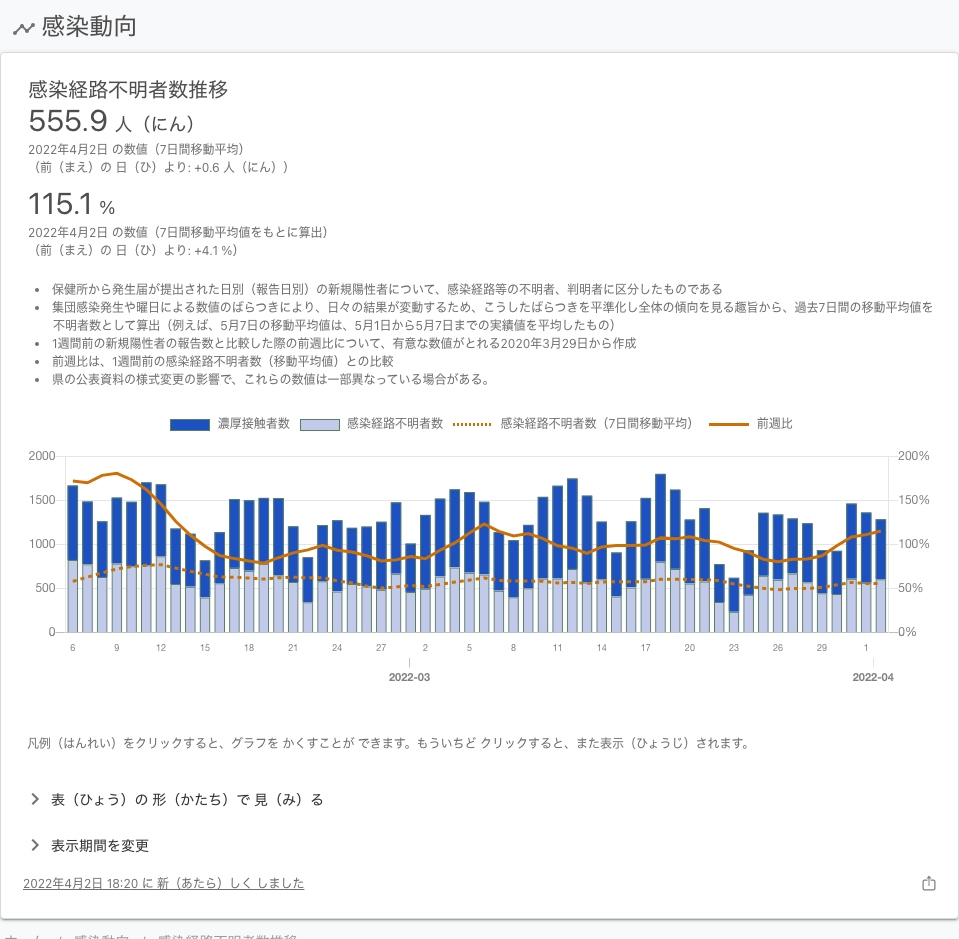 感染動向
感染経路不明者数推移
555.9 人（にん）
2022年4月2日 の数値（7日間移動平均）
（前（まえ）の 日（ひ）より: +0.6 人（にん））
115.1 %
2022年4月2日 の数値（7日間移動平均値をもとに算出）
（前（まえ）の 日（ひ）より: +4.1 %）
• 保健所から発生届が提出された日別（報告日別）の新規陽性者について、感染経路等の不明者、判明者に区分したものである
• 集団感染発生や曜日による数値のばらつきにより、日々の結果が変動するため、こうしたばらつきを平準化し全体の傾向を見る趣旨から、過去7日間の移動平均値を
不明者数として算出（例えば、5月7日の移動平均値は、5月1日から5月7日までの実績値を平均したもの）
• 1週間前の新規陽性者の報告数と比較した際の前週比について、有意な数値がとれる2020年3月29日から作成
• 前週比は、1週間前の感染経路不明者数（移動平均値）との比較
• 県の公表資料の様式変更の影響で、これらの数値は一部異なっている場合がある。
濃厚接触者数 感染経路不明者数 感染経路不明者数（7日間移動平均） 前週比
2000 200%
1500 150%
1000 100%
500 50%
0 0%
6 9 12 15 18 21 24 27 2 5 8 11 14 17 20 23 26 29 1
2022-03 2022-04
凡例（はんれい）をクリックすると、グラフを かくすことが できます。もういちど クリックすると、また表示（ひょうじ）されます。
表（ひょう）の 形（かたち）で 見（み）る
表示期間を変更
2022年4月2日 18:20 に 新（あたら）しく しました